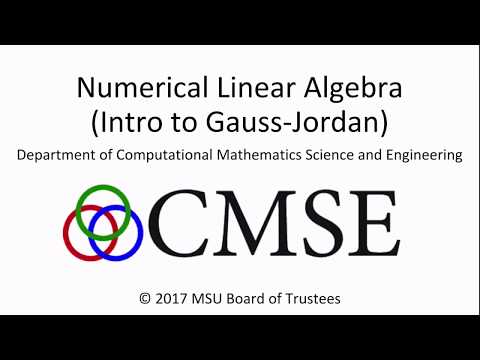 Numerical Linear Algebra
(Intro to Gauss-Jordan)
Department of Computational Mathematics Science and Engineering
CMSE
© 2017 MSU Board of Trustees